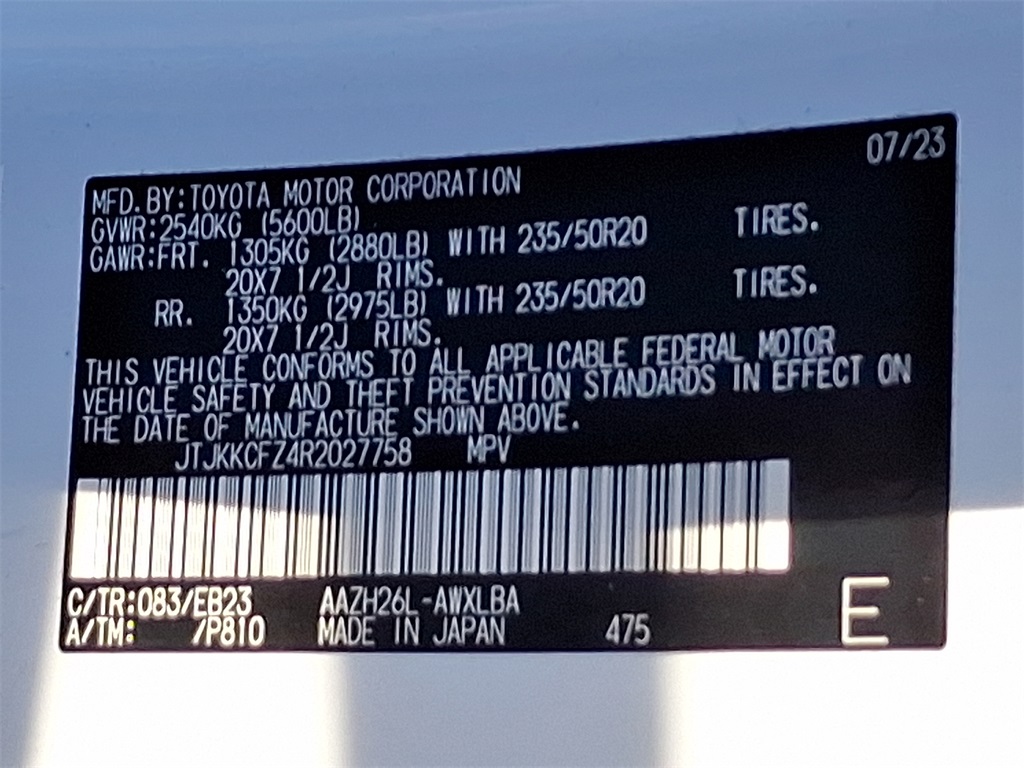 07/23
MFD. BY: TOYOTA MOTOR CORPORATION
GVWR: 2540KG (5600LB)
GAWR: FRT. 1305KG (2880LB) WITH 235/50R20 TIRES.
20X7 1/2J RIMS.
RR. 1350KG (2975LB) WITH 235/50R20 TIRES.
20X7 1/2J RIMS.
THIS VEHICLE CONFORMS TO ALL APPLICABLE FEDERAL MOTOR
VEHICLE SAFETY AND THEFT PREVENTION STANDARDS IN EFFECT ON
THE DATE OF MANUFACTURE SHOWN ABOVE.
JTJKKCFZ4R2027758 MPV
C/TR: 083/EB23 AAZH26L-AWXLBA
A/TM: /P810 MADE IN JAPAN 475 E